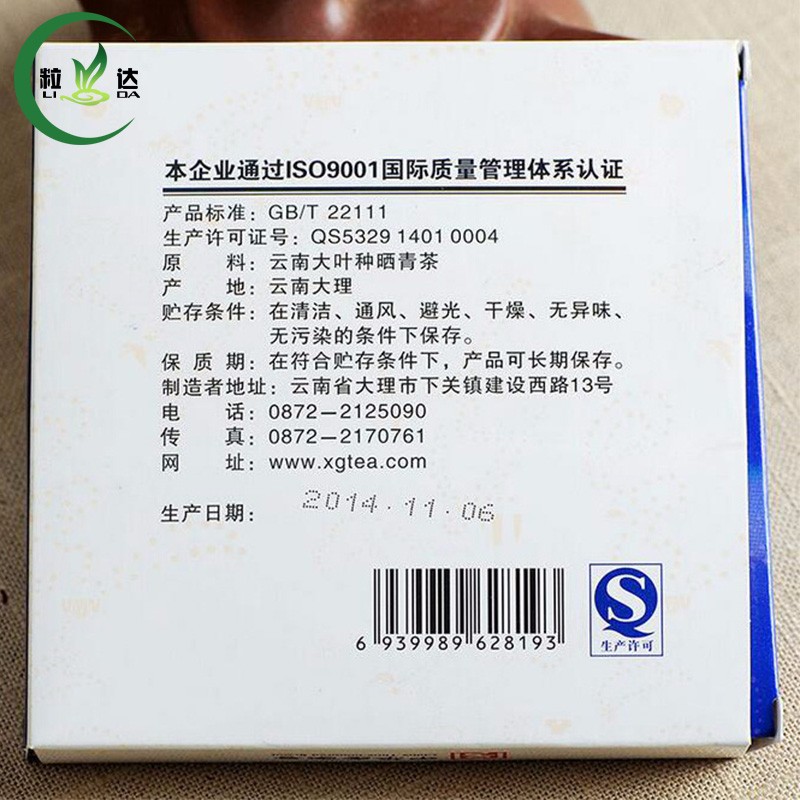 粒 达
LI DA
本企业通过ISO9001国际质量管理体系认证
产品标准：GB/T 22111
生产许可证号：QS5329 1401 0004
原 料：云南大叶种晒青茶
产 地：云南大理
贮存条件：在清洁、通风、避光、干燥、无异味、
无污染的条件下保存。
保 质 期：在符合贮存条件下，产品可长期保存。
制造者地址：云南省大理市下关镇建设西路13号
电 话：0872—2125090
传 真：0872—2170761
网 址：www.xgtea.com
生产日期： 2014.11.06
6 939989 628193
QS
生产许可